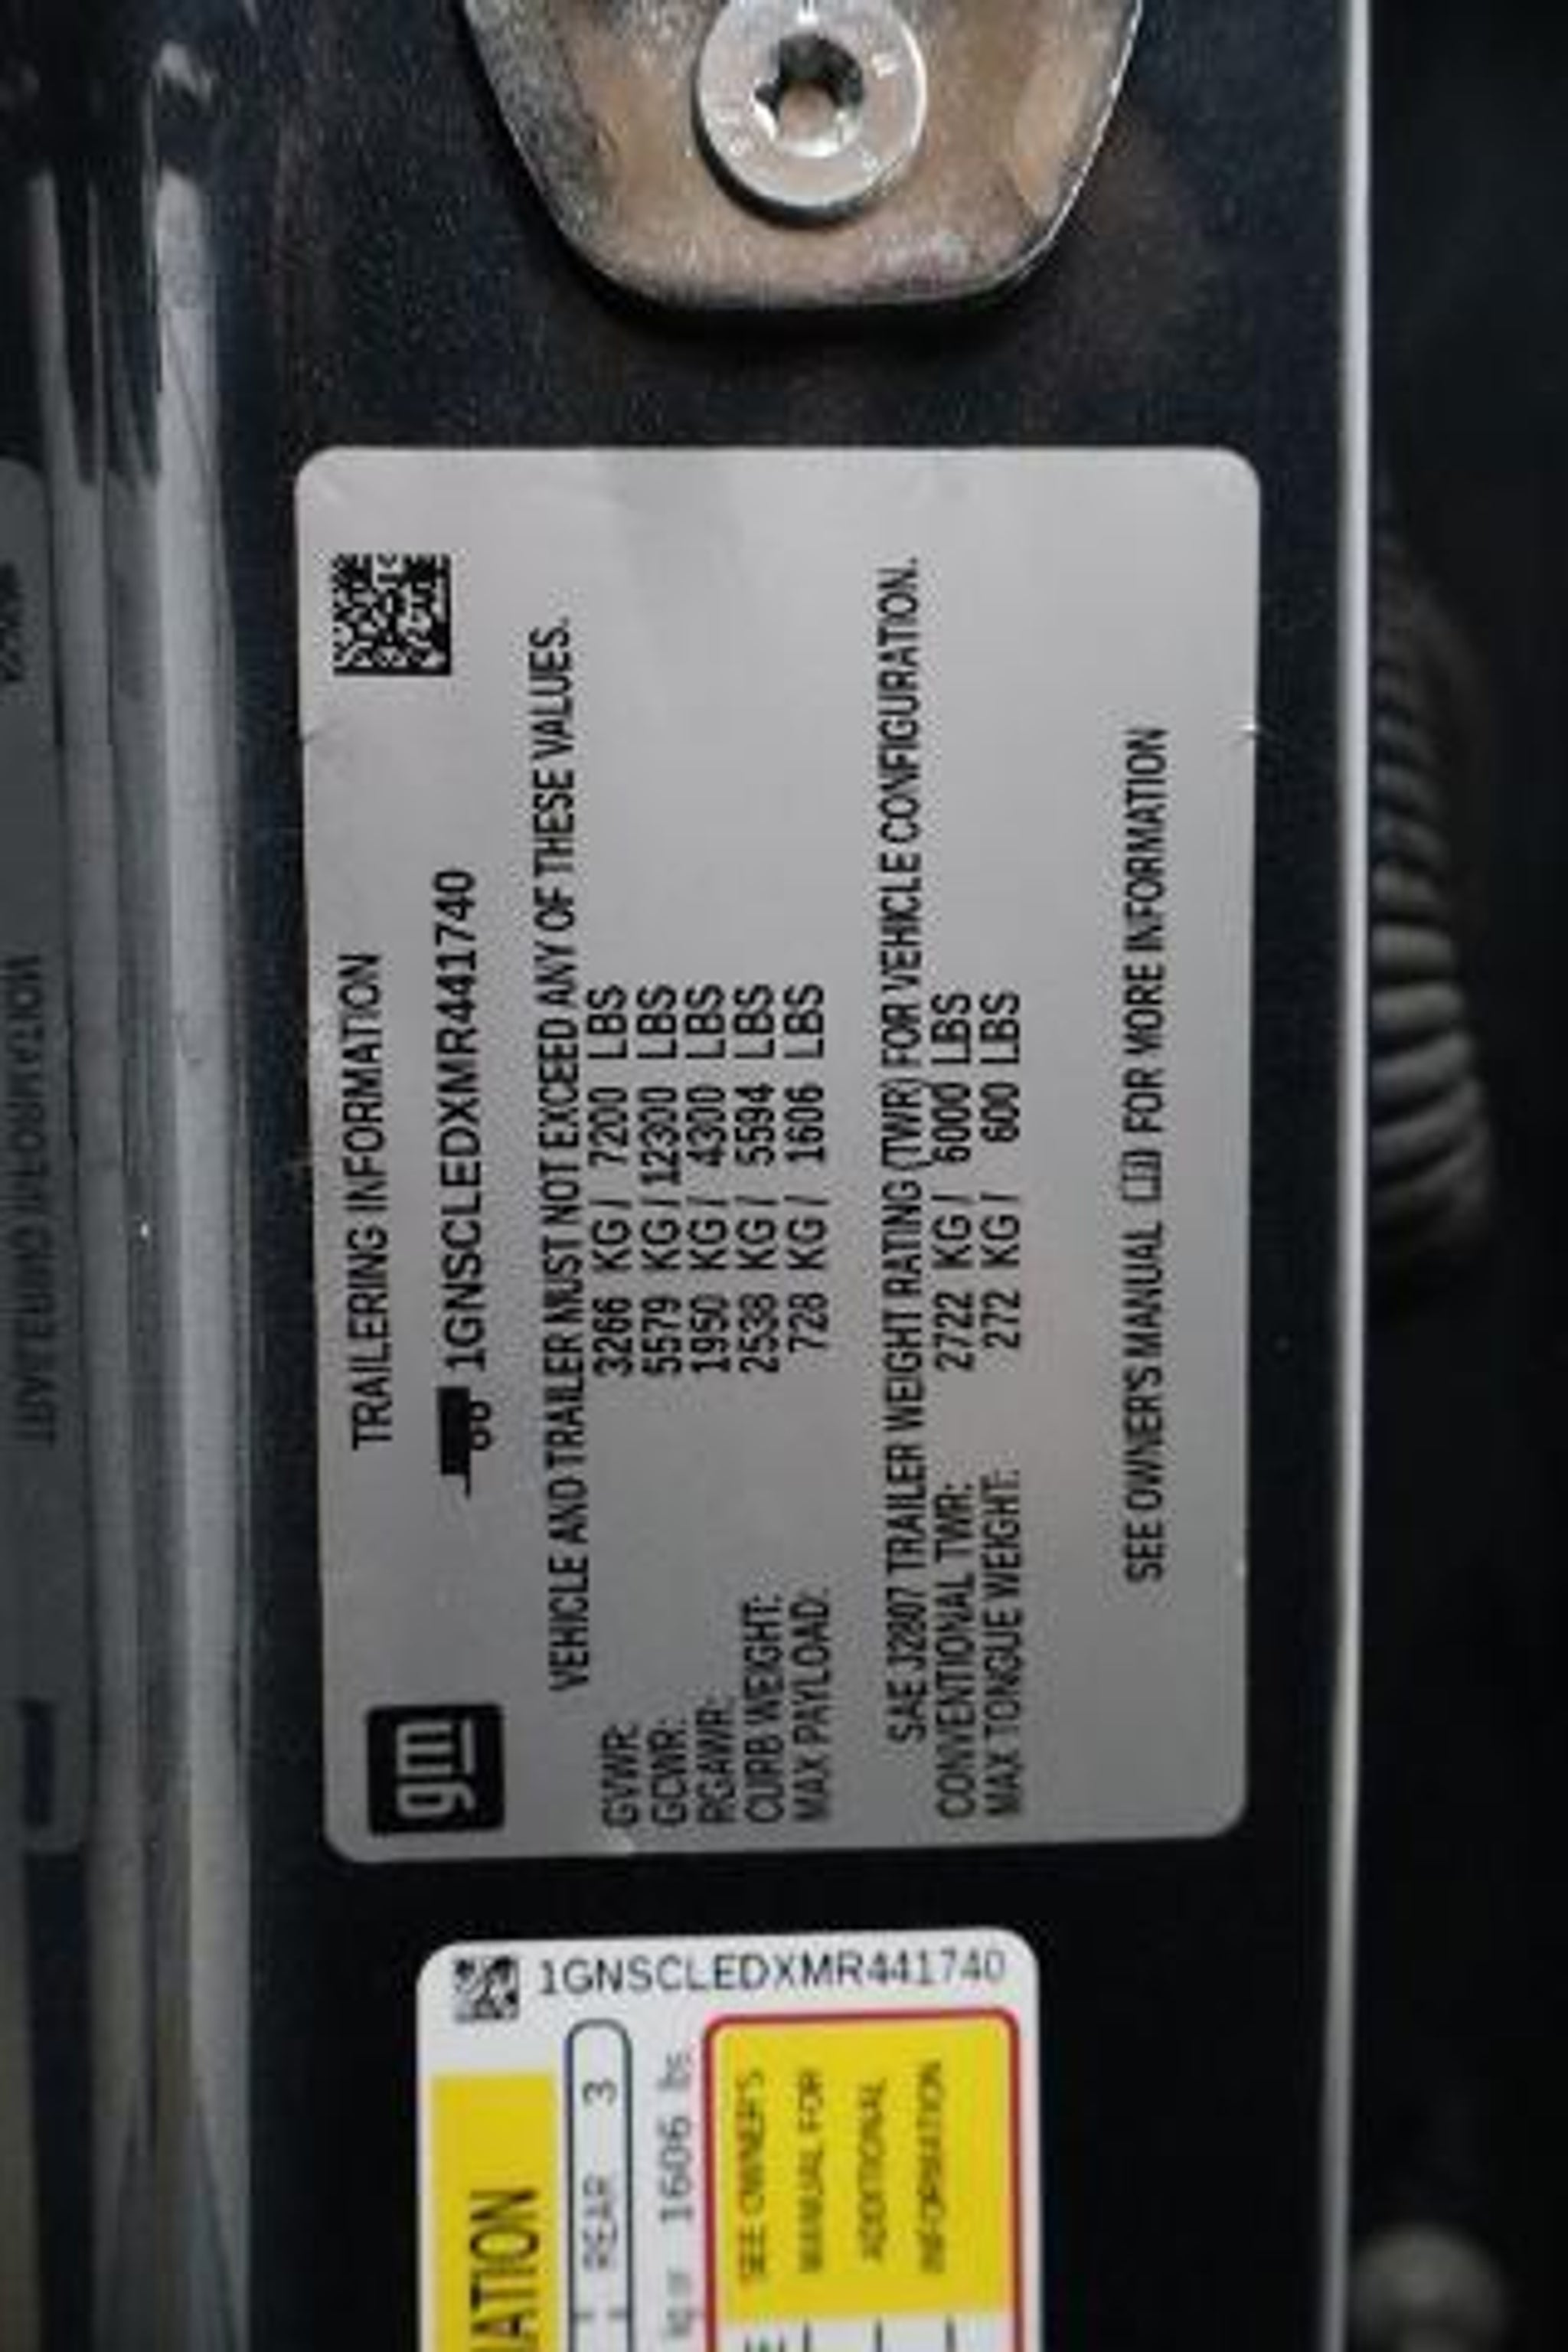 gm
TRAILERING INFORMATION
1GNSCLEDXMR441740
VEHICLE AND TRAILER MUST NOT EXCEED ANY OF THESE VALUES.
GVWR: 3266 KG / 7200 LBS
GCWR: 5579 KG / 12300 LBS
RGAWR: 1950 KG / 4300 LBS
CURB WEIGHT: 2538 KG / 5594 LBS
MAX PAYLOAD: 728 KG / 1606 LBS
SAE J2807 TRAILER WEIGHT RATING (TWR) FOR VEHICLE CONFIGURATION.
CONVENTIONAL TWR: 2722 KG / 6000 LBS
MAX TONGUE WEIGHT: 272 KG / 600 LBS
SEE OWNER'S MANUAL FOR MORE INFORMATION
1GNSCLEDXMR441740
REAR 3
1606 lbs
SEE OWNER'S
MANUAL FOR
ADDITIONAL
INFORMATION